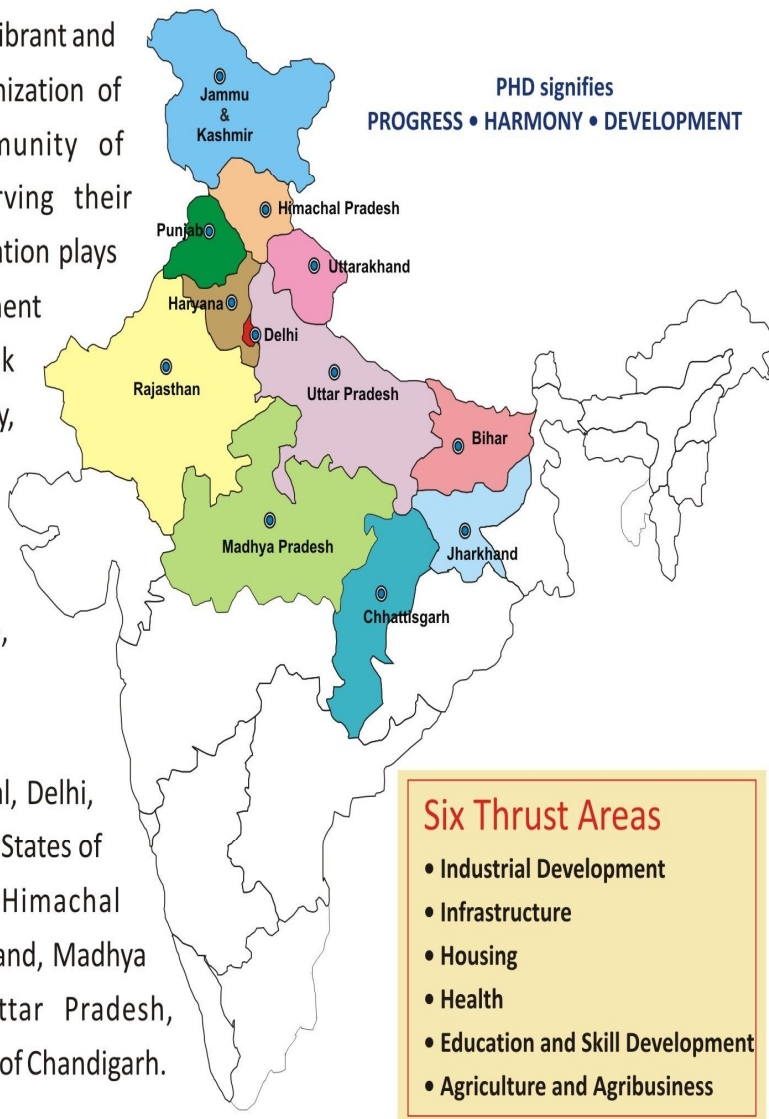 ibrant and
nization of
munity of
rving their
ation plays
ment
k
y,
,
al, Delhi,
States of
Himachal
and, Madhya
ttar Pradesh,
of Chandigarh.
PHD signifies
PROGRESS • HARMONY • DEVELOPMENT
Jammu
&
Kashmir
Himachal Pradesh
Punjab
Uttarakhand
Haryana
Delhi
Rajasthan
Uttar Pradesh
Bihar
Madhya Pradesh
Jharkhand
Chhattisgarh
Six Thrust Areas
• Industrial Development
• Infrastructure
• Housing
• Health
• Education and Skill Development
• Agriculture and Agribusiness